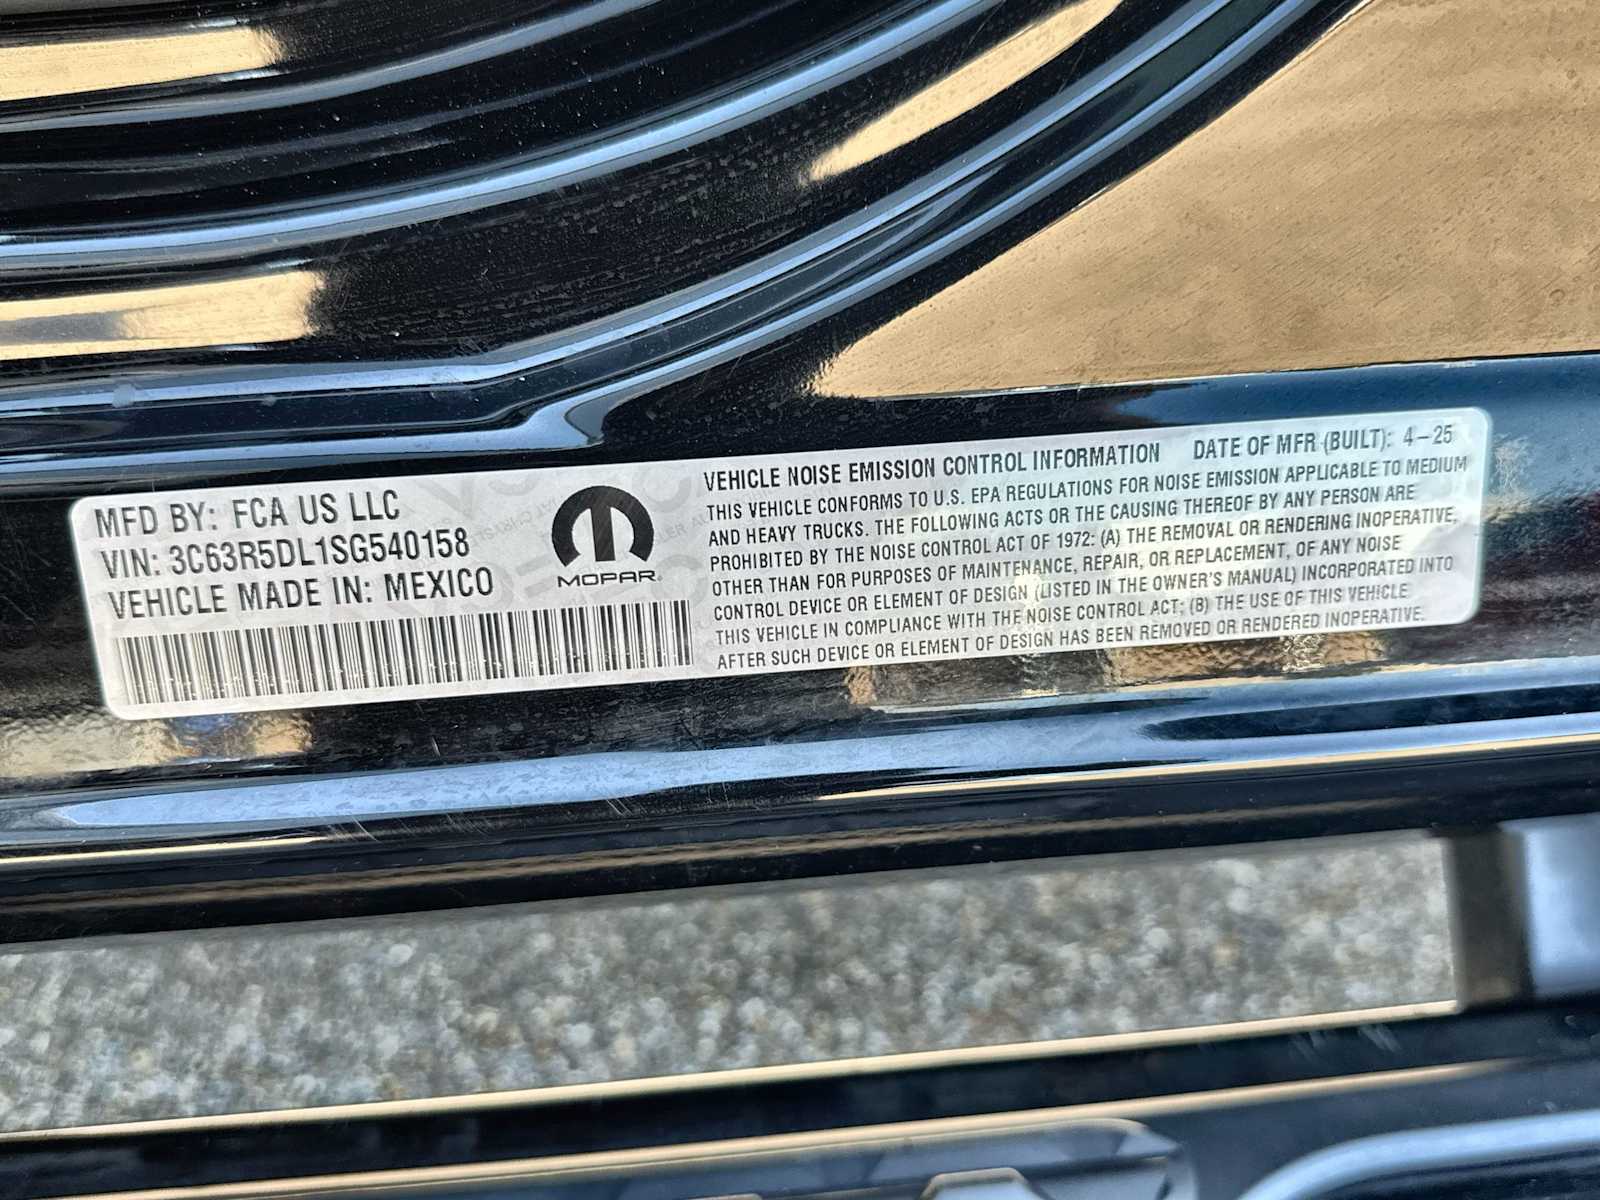 MFD BY: FCA US LLC
VIN: 3C63R5DL1SG540158
VEHICLE MADE IN: MEXICO
MOPAR®
VEHICLE NOISE EMISSION CONTROL INFORMATION DATE OF MFR (BUILT): 4-25
THIS VEHICLE CONFORMS TO U.S. EPA REGULATIONS FOR NOISE EMISSION APPLICABLE TO MEDIUM
AND HEAVY TRUCKS. THE FOLLOWING ACTS OR THE CAUSING THEREOF BY ANY PERSON ARE
PROHIBITED BY THE NOISE CONTROL ACT OF 1972: (A) THE REMOVAL OR RENDERING INOPERATIVE,
OTHER THAN FOR PURPOSES OF MAINTENANCE, REPAIR, OR REPLACEMENT, OF ANY NOISE
CONTROL DEVICE OR ELEMENT OF DESIGN (LISTED IN THE OWNER'S MANUAL) INCORPORATED INTO
THIS VEHICLE IN COMPLIANCE WITH THE NOISE CONTROL ACT; (B) THE USE OF THIS VEHICLE
AFTER SUCH DEVICE OR ELEMENT OF DESIGN HAS BEEN REMOVED OR RENDERED INOPERATIVE.